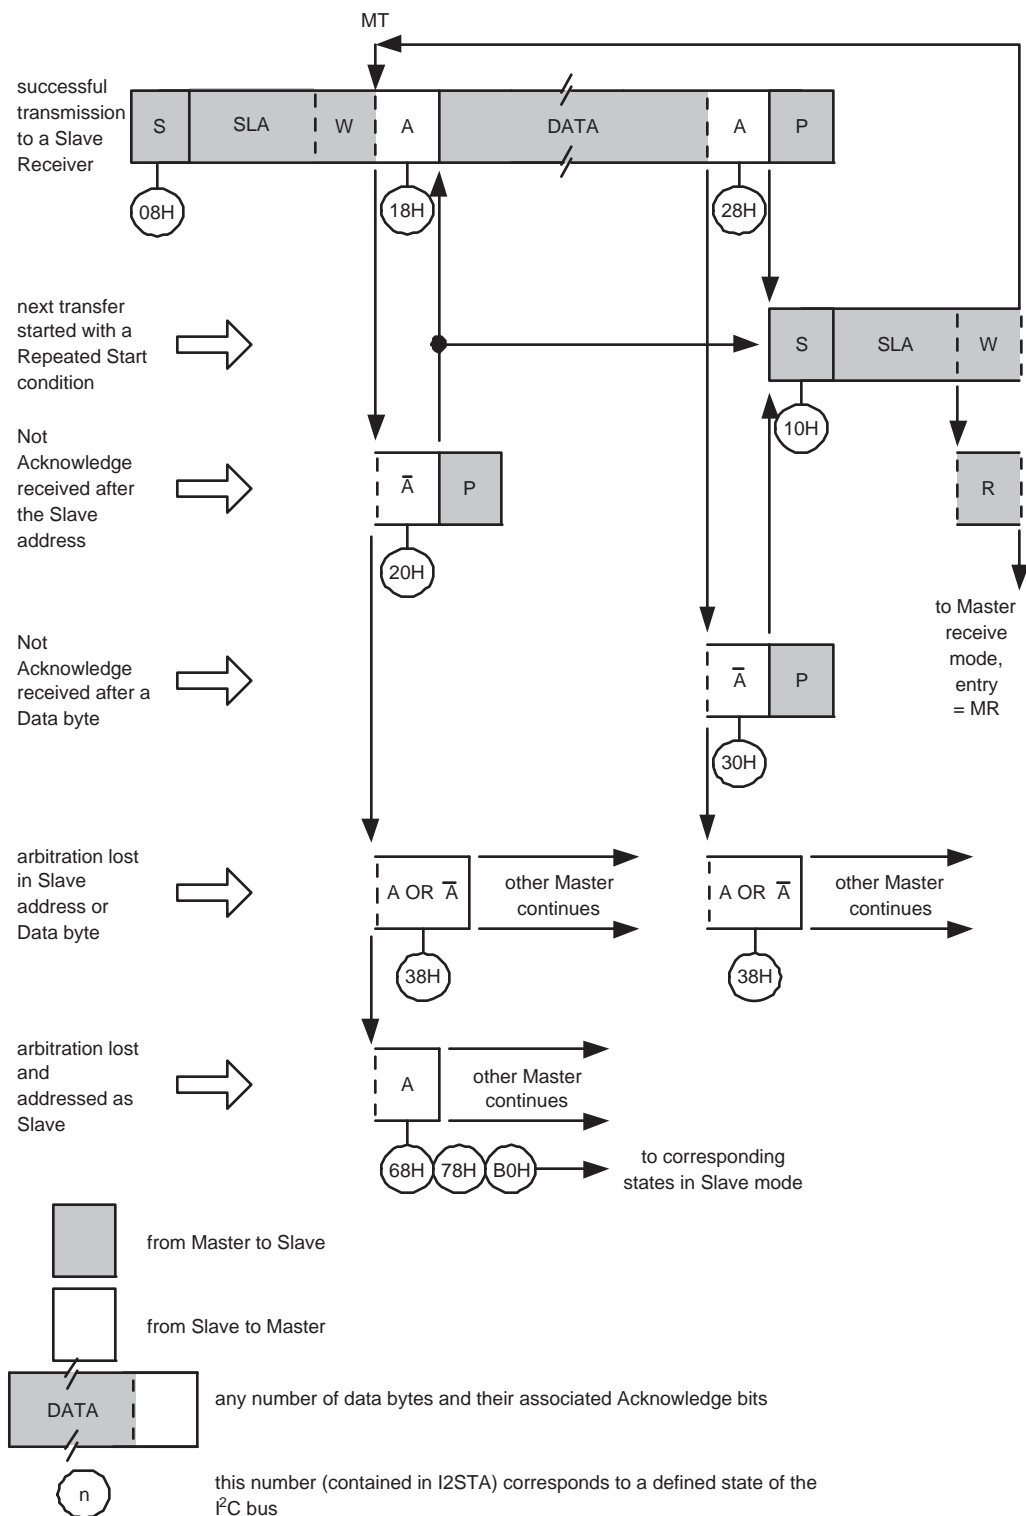 MT
successful
transmission
to a Slave
Receiver
S SLA W A DATA A P
08H 18H 28H
next transfer
started with a
Repeated Start
condition
S SLA W
10H
Not
Acknowledge
received after
the Slave
address
A̅ P
R
20H
to Master
receive
mode,
entry
= MR
Not
Acknowledge
received after a
Data byte
A̅ P
30H
arbitration lost
in Slave
address or
Data byte
A OR A̅
other Master
continues
A OR A̅
other Master
continues
38H 38H
arbitration lost
and
addressed as
Slave
A
other Master
continues
68H 78H B0H
to corresponding
states in Slave mode
from Master to Slave
from Slave to Master
DATA
any number of data bytes and their associated Acknowledge bits
n
this number (contained in I2STA) corresponds to a defined state of the
I²C bus